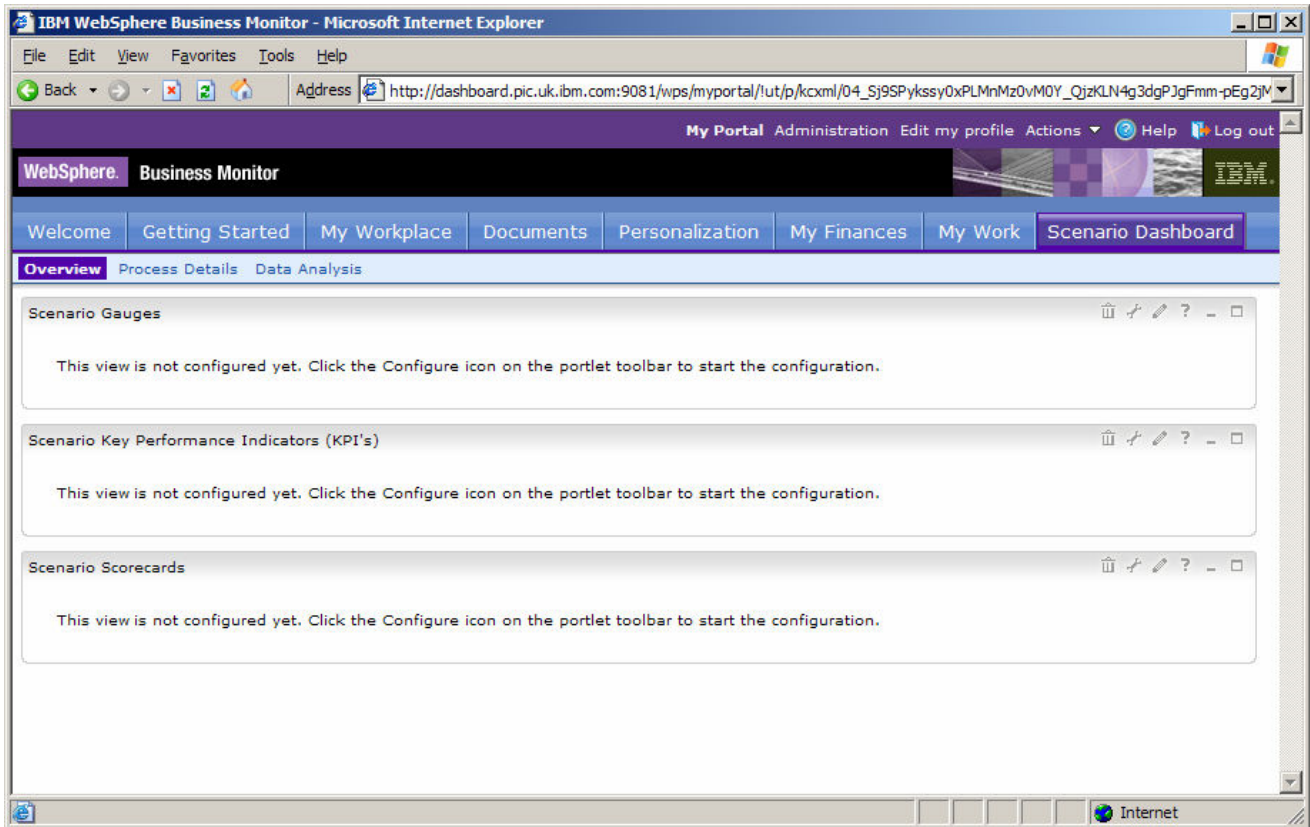 IBM WebSphere Business Monitor - Microsoft Internet Explorer
File Edit View Favorites Tools Help
Back Address http://dashboard.pic.uk.ibm.com:9081/wps/myportal/!ut/p/kcxml/04_Sj9SPykssy0xPLMnMz0vM0Y_QjzKLN4g3dgPJgFmm-pEg2jM
My Portal Administration Edit my profile Actions ? Help Log out
WebSphere. Business Monitor IBM.
Welcome Getting Started My Workplace Documents Personalization My Finances My Work Scenario Dashboard
Overview Process Details Data Analysis
Scenario Gauges ?
This view is not configured yet. Click the Configure icon on the portlet toolbar to start the configuration.
Scenario Key Performance Indicators (KPI's) ?
This view is not configured yet. Click the Configure icon on the portlet toolbar to start the configuration.
Scenario Scorecards ?
This view is not configured yet. Click the Configure icon on the portlet toolbar to start the configuration.
Internet